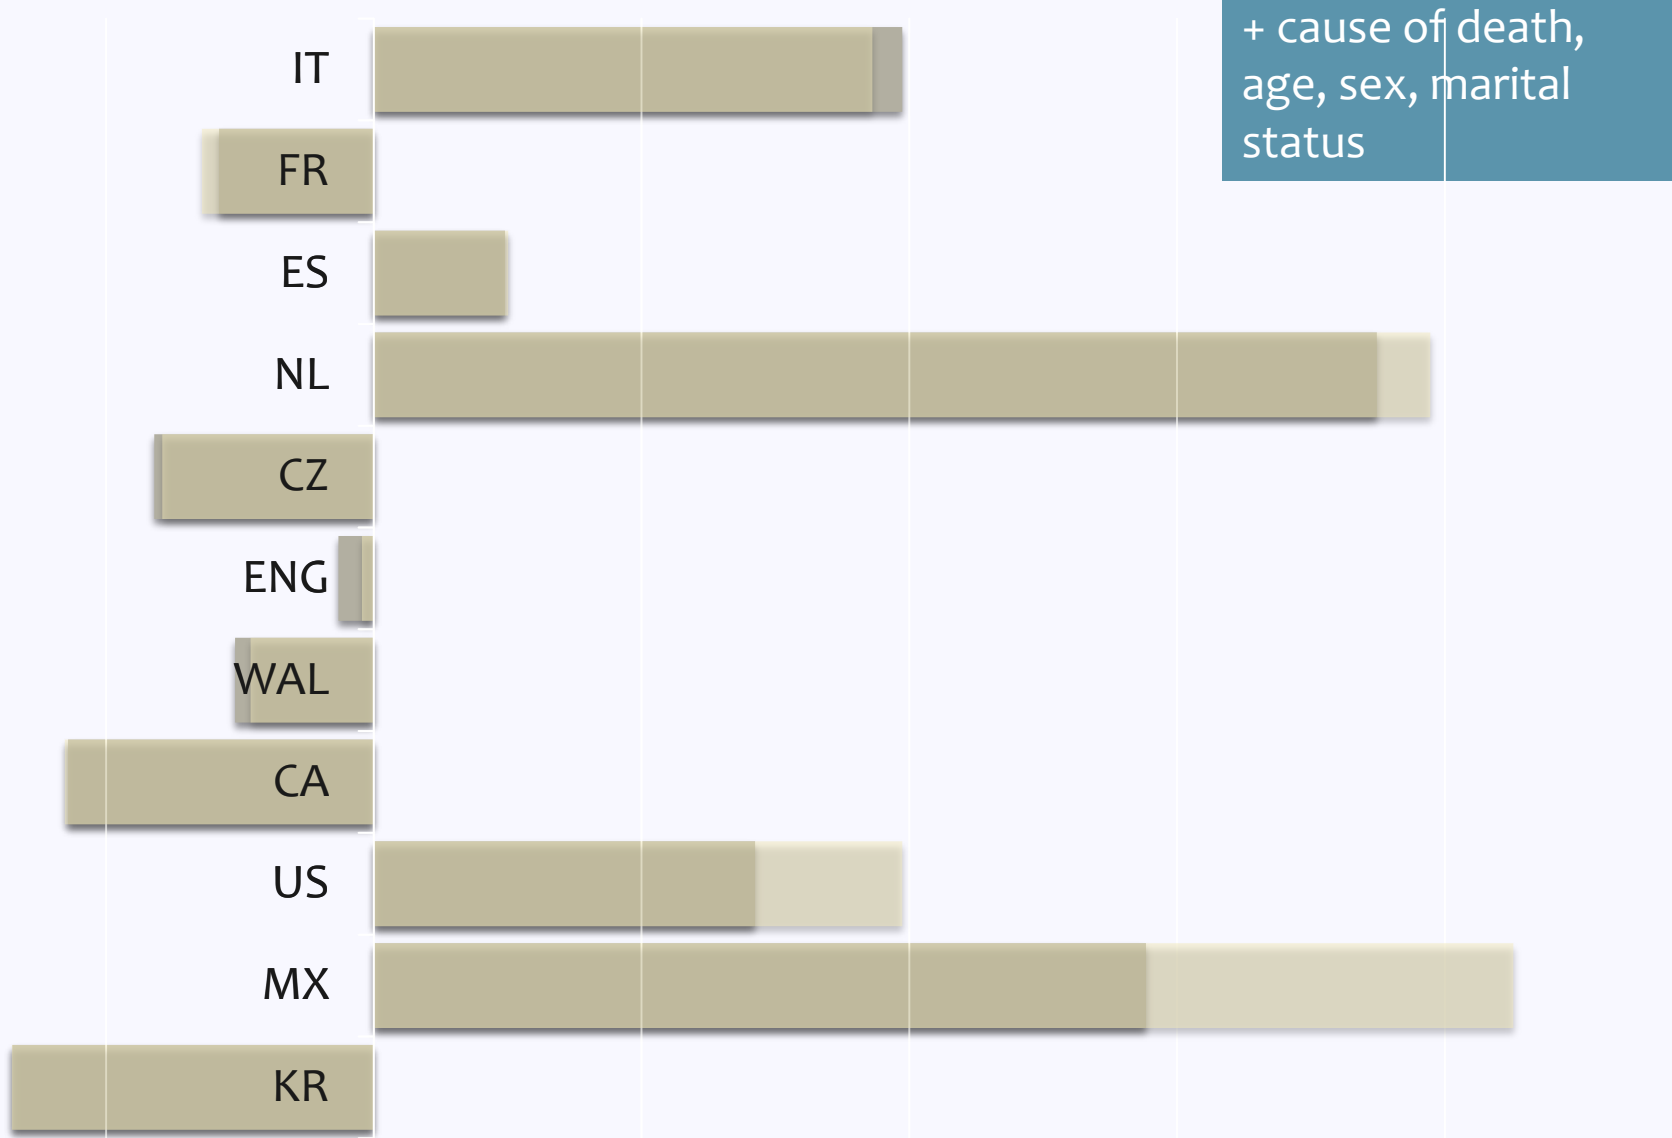 + cause of death,
age, sex, marital
status
IT
FR
ES
NL
CZ
ENG
WAL
CA
US
MX
KR